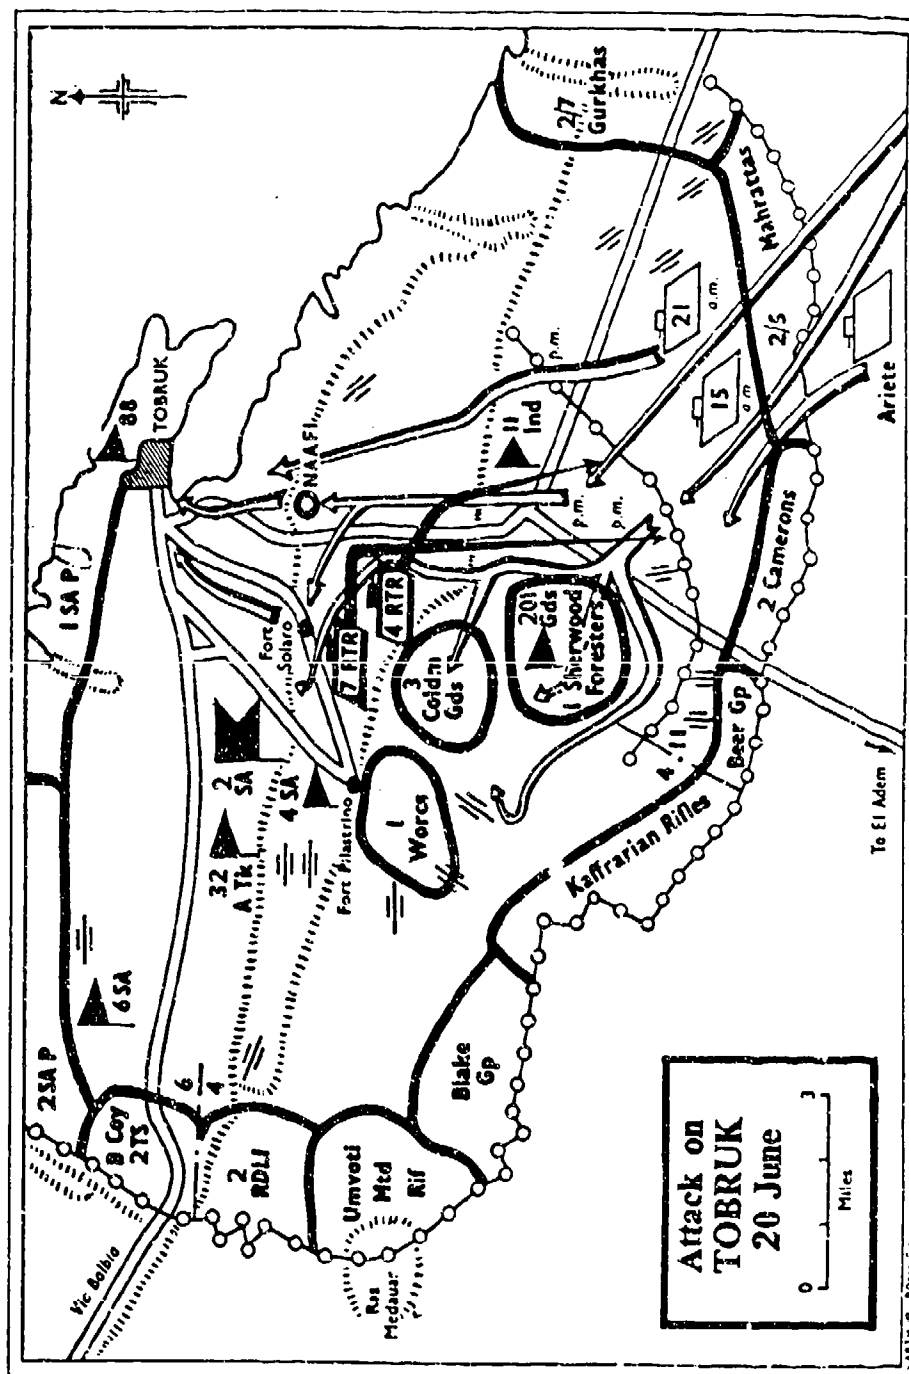 N
2/7
Gurkhas
Mahrattas
2/5
21
a.m.
15
a.m.
Ariete
p.m.
11
Ind
p.m.
p.m.
TOBRUK
88
NAAFI
1 SA P
Fort
Solaro
7 RTR
4 RTR
3
Coldm
Gds
201
Gds
1 Sherwood
Foresters
2 Camerons
2
SA
4 SA
32
A Tk
Fort Pilastrino
1
Worcs
4 . 11
Beer Gp
Kaffrarian Rifles
To El Adem
6 SA
2 SA P
B Coy
2 TS
6
4
2
RDLI
Umvoti
Mtd
Rif
Blake
Gp
Via Balbia
Ras
Medauar
Attack on
TOBRUK
20 June
0 3
Miles